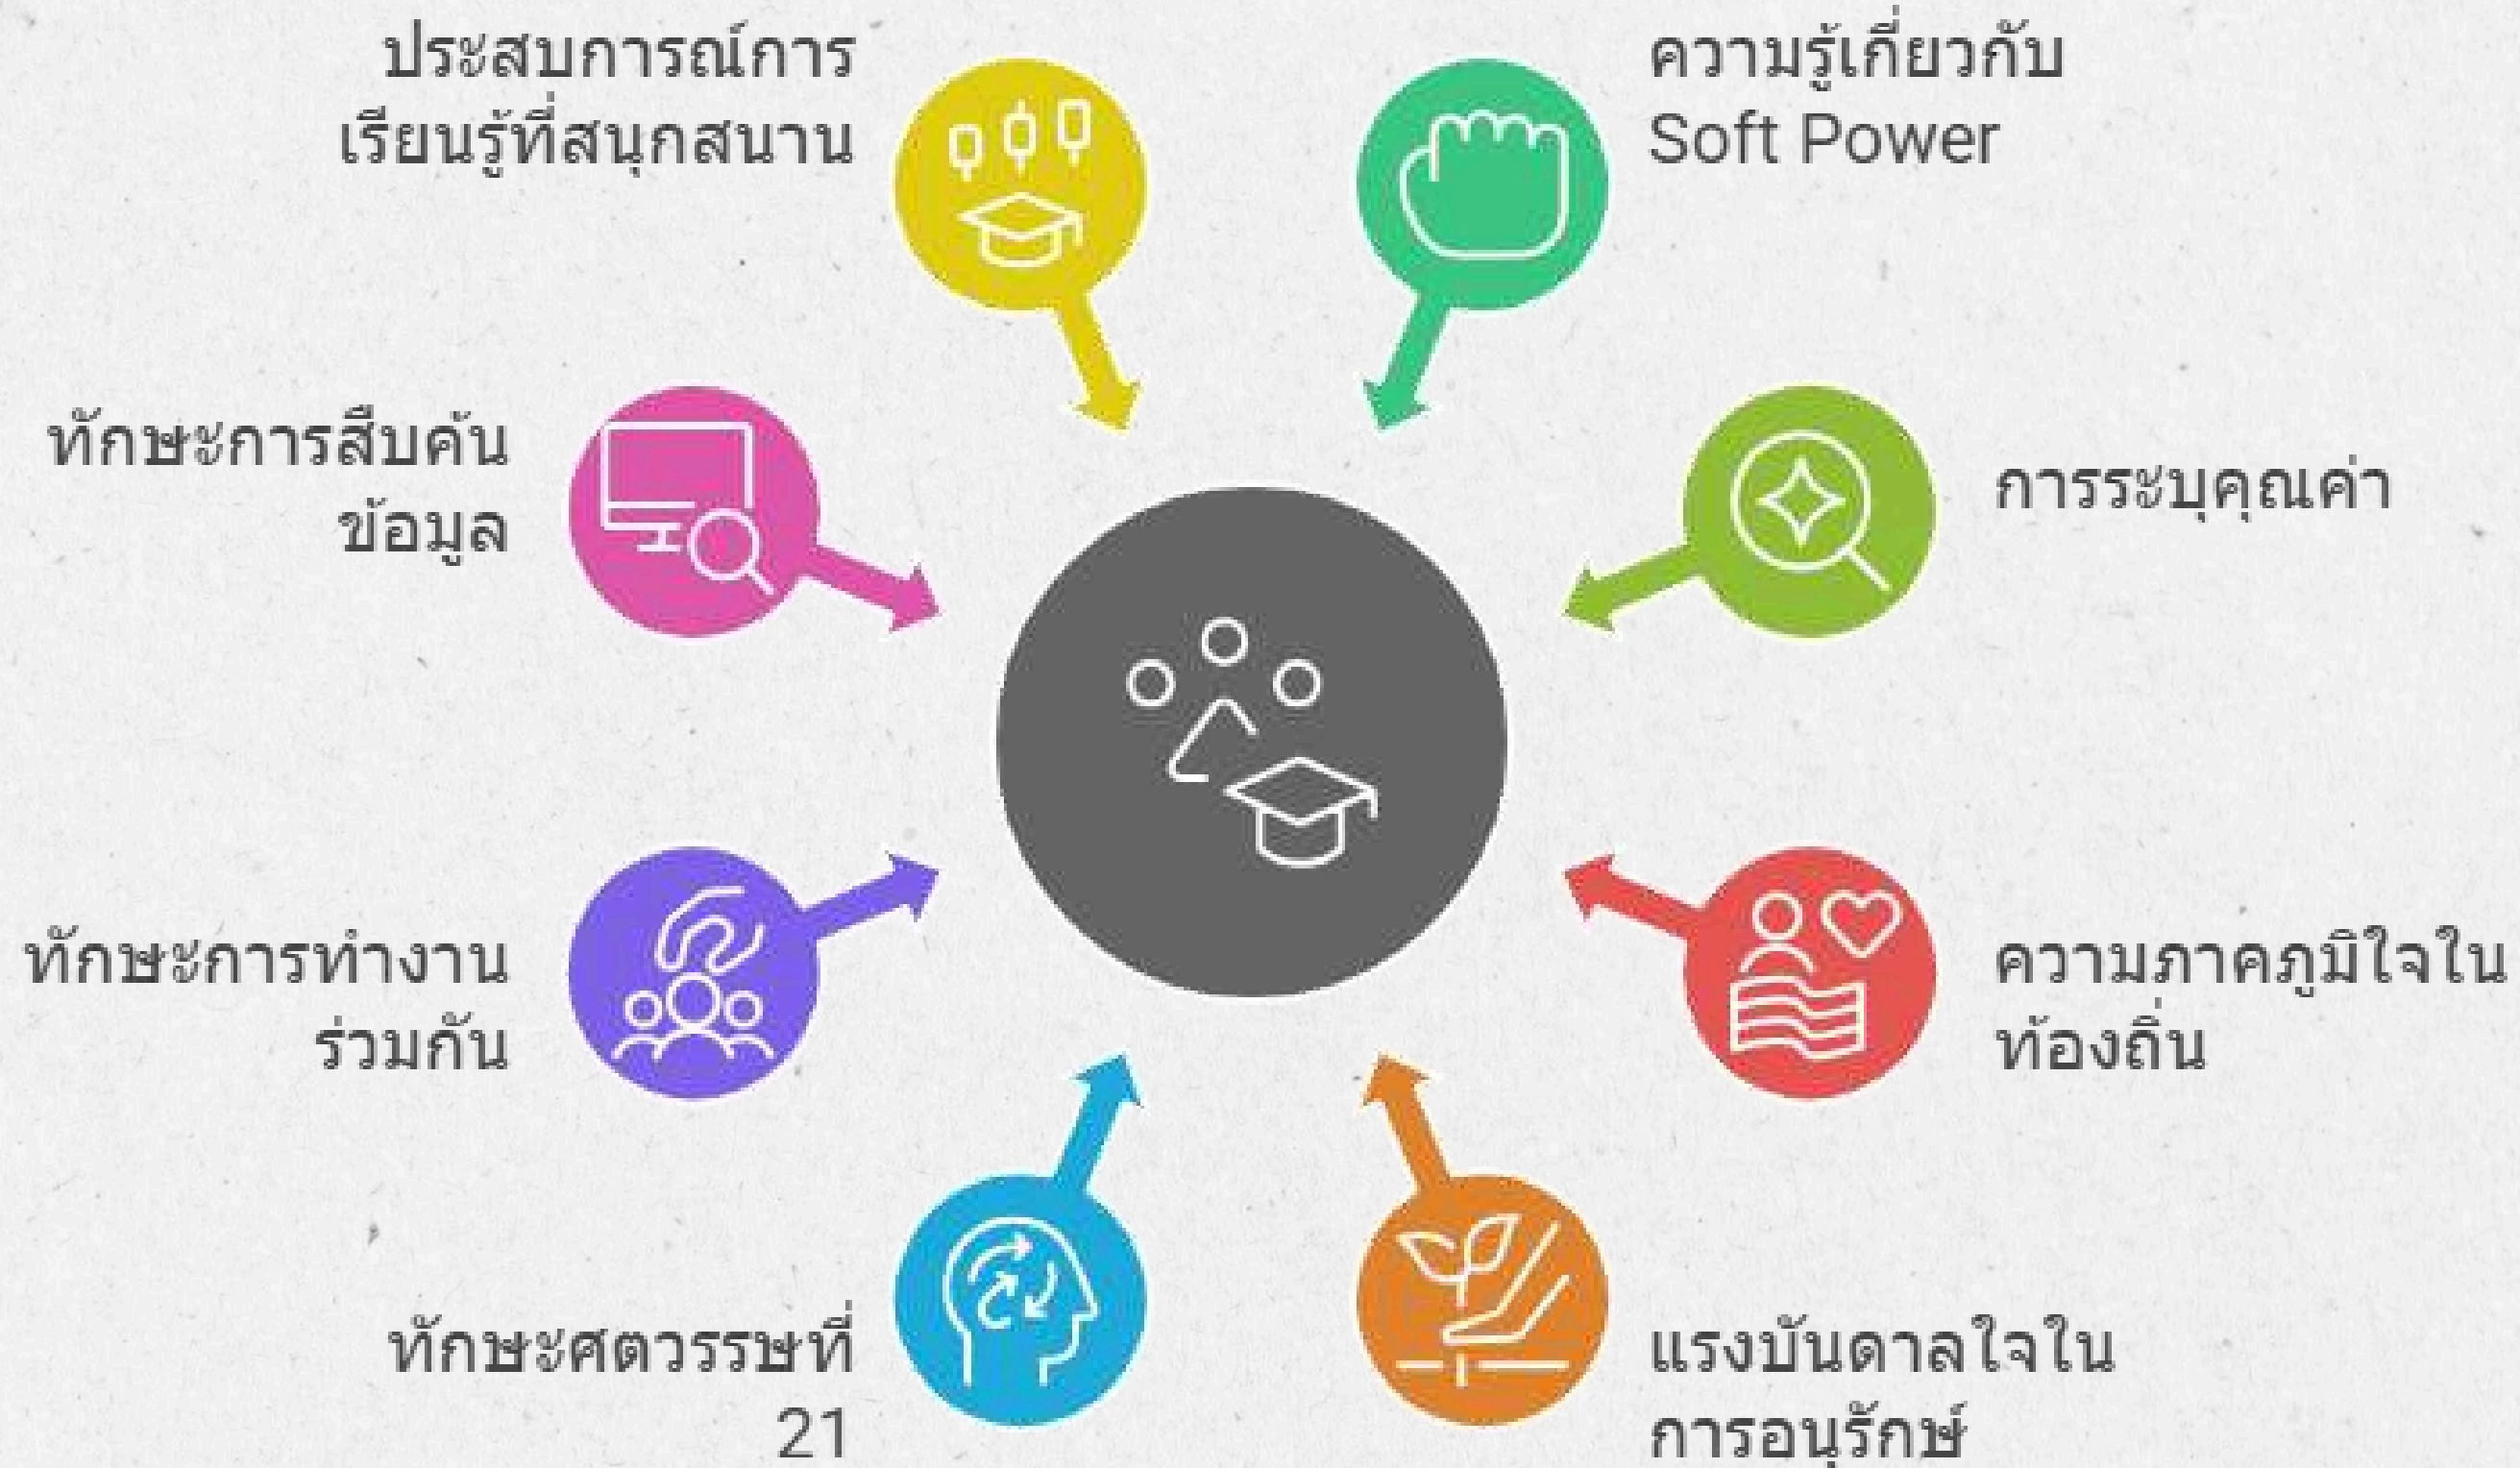 ประสบการณ์การ
เรียนรู้ที่สนุกสนาน
ความรู้เกี่ยวกับ
Soft Power
ทักษะการสืบค้น
ข้อมูล
การระบุคุณค่า
ทักษะการทำงาน
ร่วมกัน
ความภาคภูมิใจใน
ท้องถิ่น
ทักษะศตวรรษที่
21
แรงบันดาลใจใน
การอนุรักษ์